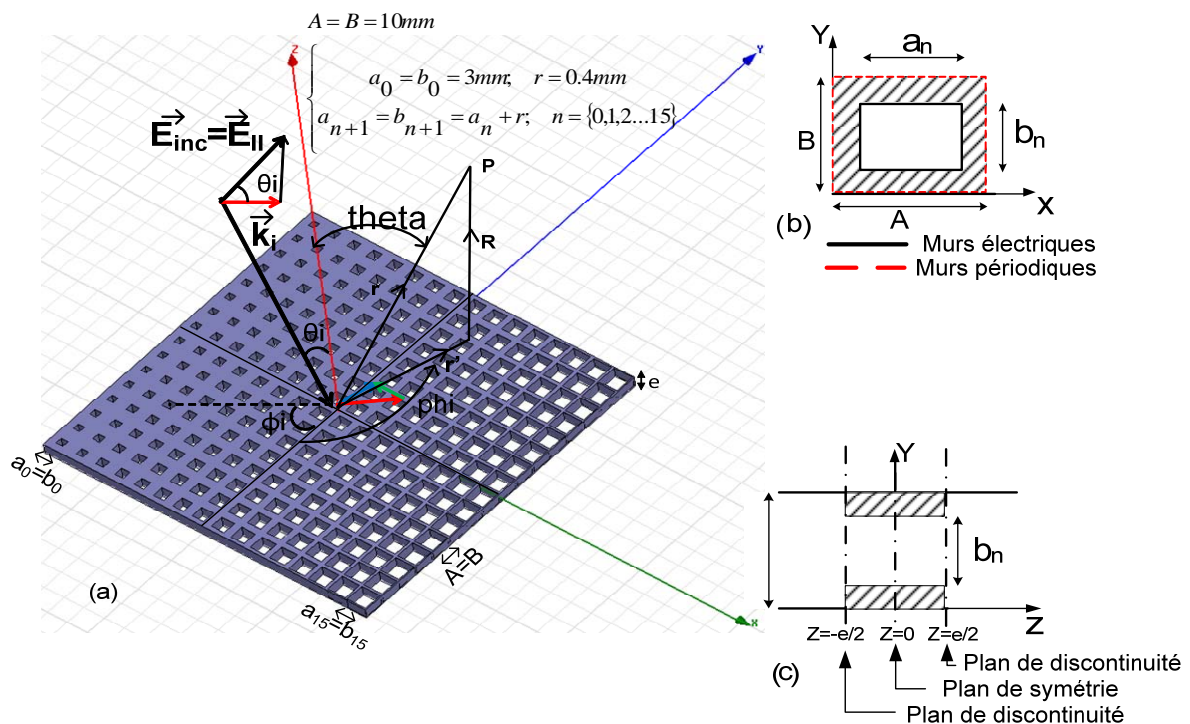 A = B = 10mm
a0 = b0 = 3mm; r = 0.4mm
an+1 = bn+1 = an + r; n = {0,1,2...15}
Z
Y
Einc=EII
θi
ki
theta
P
R
r
θi
r'
phi
ϕi
e
a0=b0
A=B
a15=b15
X
(a)
Y
an
B
bn
A
X
(b)
Murs électriques
Murs périodiques
Y
bn
Z
Z=-e/2 Z=0 Z=e/2
(c)
Plan de discontinuité
Plan de symétrie
Plan de discontinuité